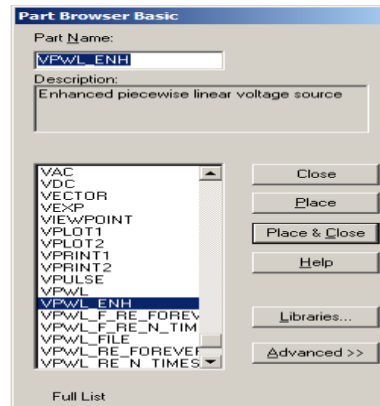 Part Browser Basic
Part Name:
VPWL_ENH
Description:
Enhanced piecewise linear voltage source
VAC
VDC
VECTOR
VEXP
VIEWPOINT
VPLOT1
VPLOT2
VPRINT1
VPRINT2
VPULSE
VPWL
VPWL_ENH
VPWL_F_RE_FOREV
VPWL_F_RE_N_TIM
VPWL_FILE
VPWL_RE_FOREVER
VPWL_RE_N_TIMES
Close
Place
Place & Close
Help
Libraries...
Advanced >>
Full List